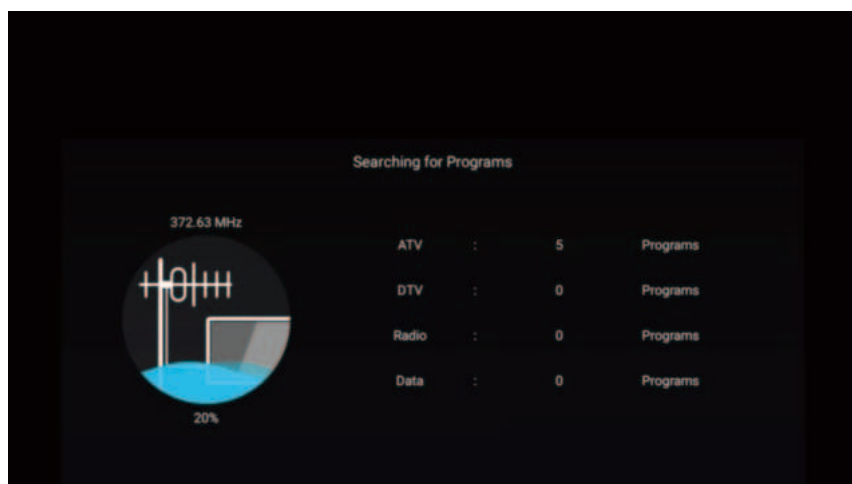 Searching for Programs
372.63 MHz
ATV : 5 Programs
DTV : 0 Programs
Radio : 0 Programs
Data : 0 Programs
20%